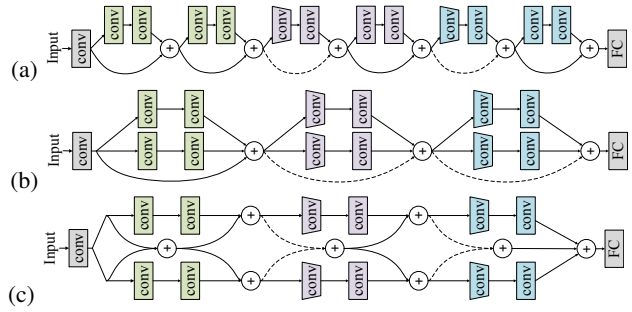 Input conv conv conv + conv conv + conv conv + conv conv + conv conv + conv conv + FC
(a)
conv conv conv conv conv conv
Input conv conv conv + conv conv + conv conv + FC
(b)
conv conv + conv conv + conv conv
Input conv + + + + FC
conv conv + conv conv + conv conv
(c)